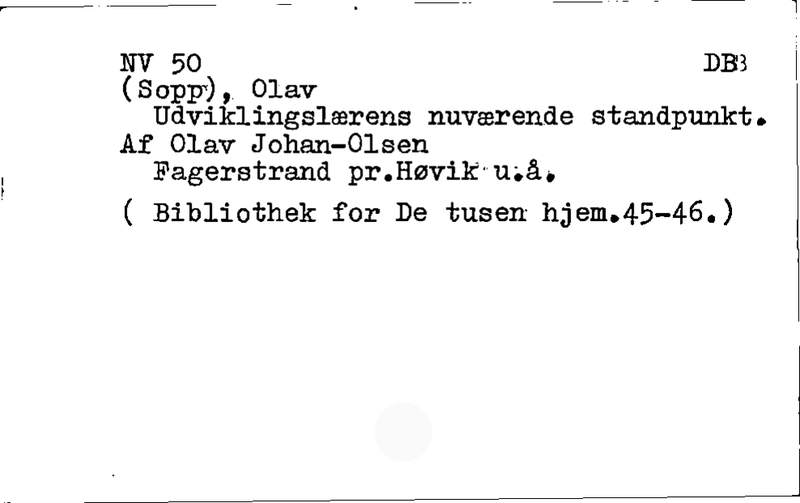 NV 50 DB3
(Sopp), Olav
Udviklingslærens nuværende standpunkt.
Af Olav Johan-Olsen
Fagerstrand pr.Høvik u.å.
( Bibliothek for De tusen hjem.45-46.)